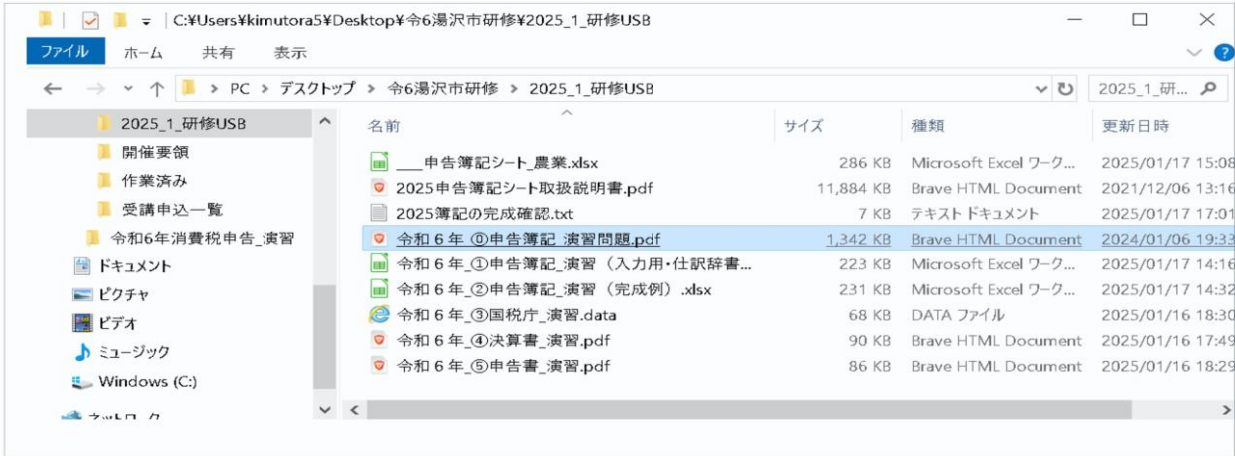 C:¥Users¥kimutora5¥Desktop¥令6湯沢市研修¥2025_1_研修USB
ファイル ホーム 共有 表示
PC > デスクトップ > 令6湯沢市研修 > 2025_1_研修USB 2025_1_研...
2025_1_研修USB
開催要領
作業済み
受講申込一覧
令和6年消費税申告_演習
ドキュメント
ピクチャ
ビデオ
ミュージック
Windows (C:)
ネットワーク
名前 サイズ 種類 更新日時
___申告簿記シート_農業.xlsx 286 KB Microsoft Excel ワーク... 2025/01/17 15:08
2025申告簿記シート取扱説明書.pdf 11,884 KB Brave HTML Document 2021/12/06 13:16
2025簿記の完成確認.txt 7 KB テキスト ドキュメント 2025/01/17 17:01
令和6年_⓪申告簿記_演習問題.pdf 1,342 KB Brave HTML Document 2024/01/06 19:33
令和6年_①申告簿記_演習（入力用・仕訳辞書... 223 KB Microsoft Excel ワーク... 2025/01/17 14:16
令和6年_②申告簿記_演習（完成例）.xlsx 231 KB Microsoft Excel ワーク... 2025/01/17 14:32
令和6年_③国税庁_演習.data 68 KB DATA ファイル 2025/01/16 18:30
令和6年_④決算書_演習.pdf 90 KB Brave HTML Document 2025/01/16 17:49
令和6年_⑤申告書_演習.pdf 86 KB Brave HTML Document 2025/01/16 18:29